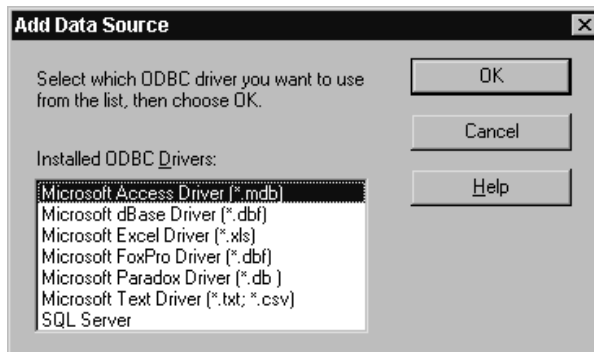 Add Data Source
Select which ODBC driver you want to use
from the list, then choose OK.
Installed ODBC Drivers:
Microsoft Access Driver (*.mdb)
Microsoft dBase Driver (*.dbf)
Microsoft Excel Driver (*.xls)
Microsoft FoxPro Driver (*.dbf)
Microsoft Paradox Driver (*.db )
Microsoft Text Driver (*.txt; *.csv)
SQL Server
OK
Cancel
Help